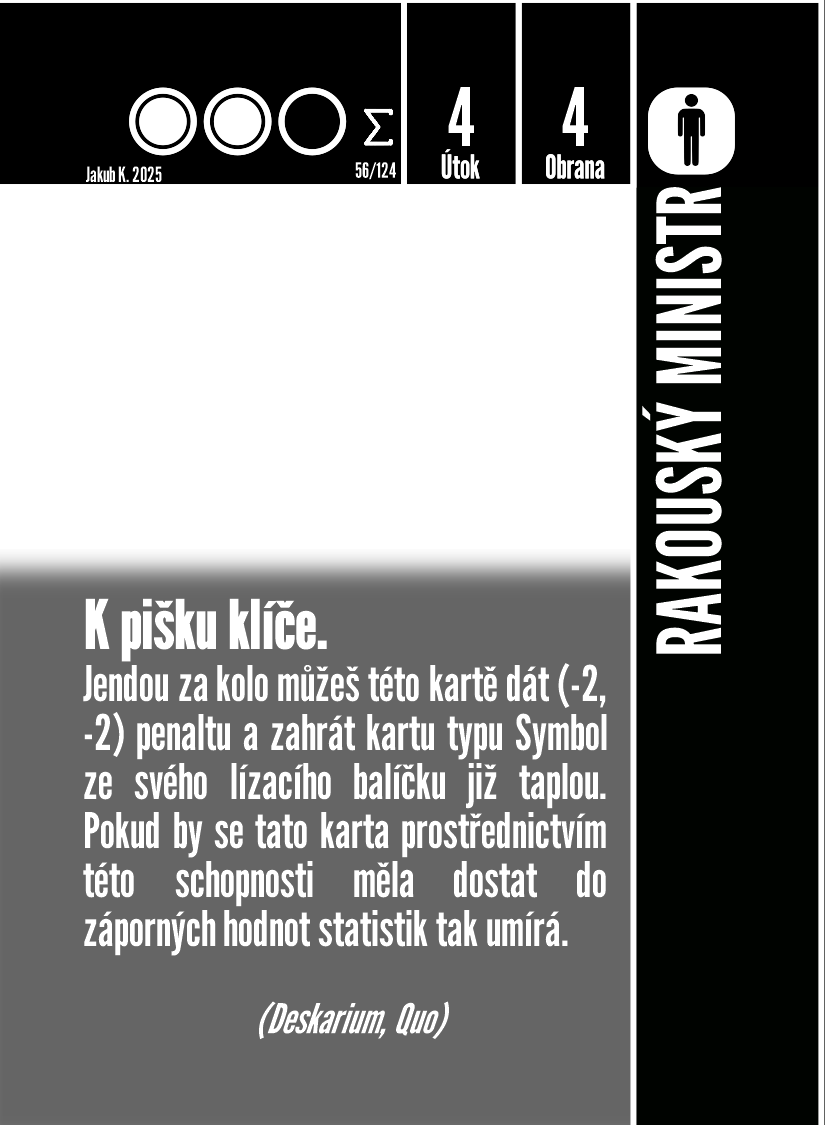 Σ
Jakub K. 2025
56/124
4
Útok
4
Obrana
RAKOUSKÝ MINISTR
K pišku klíče.
Jendou za kolo můžeš této kartě dát (-2,
-2) penaltu a zahrát kartu typu Symbol
ze svého lízacího balíčku již taplou.
Pokud by se tato karta prostřednictvím
této schopnosti měla dostat do
záporných hodnot statistik tak umírá.
(Deskarium, Quo)